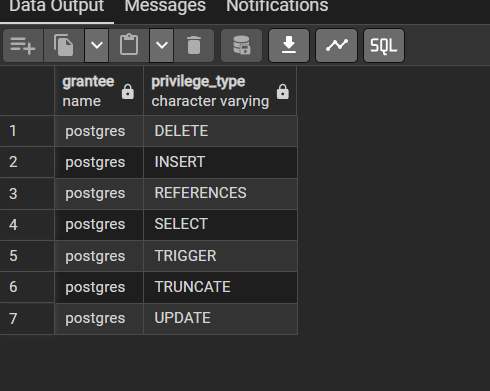 Data Output Messages Notifications
SQL
grantee privilege_type
name character varying
1 postgres DELETE
2 postgres INSERT
3 postgres REFERENCES
4 postgres SELECT
5 postgres TRIGGER
6 postgres TRUNCATE
7 postgres UPDATE